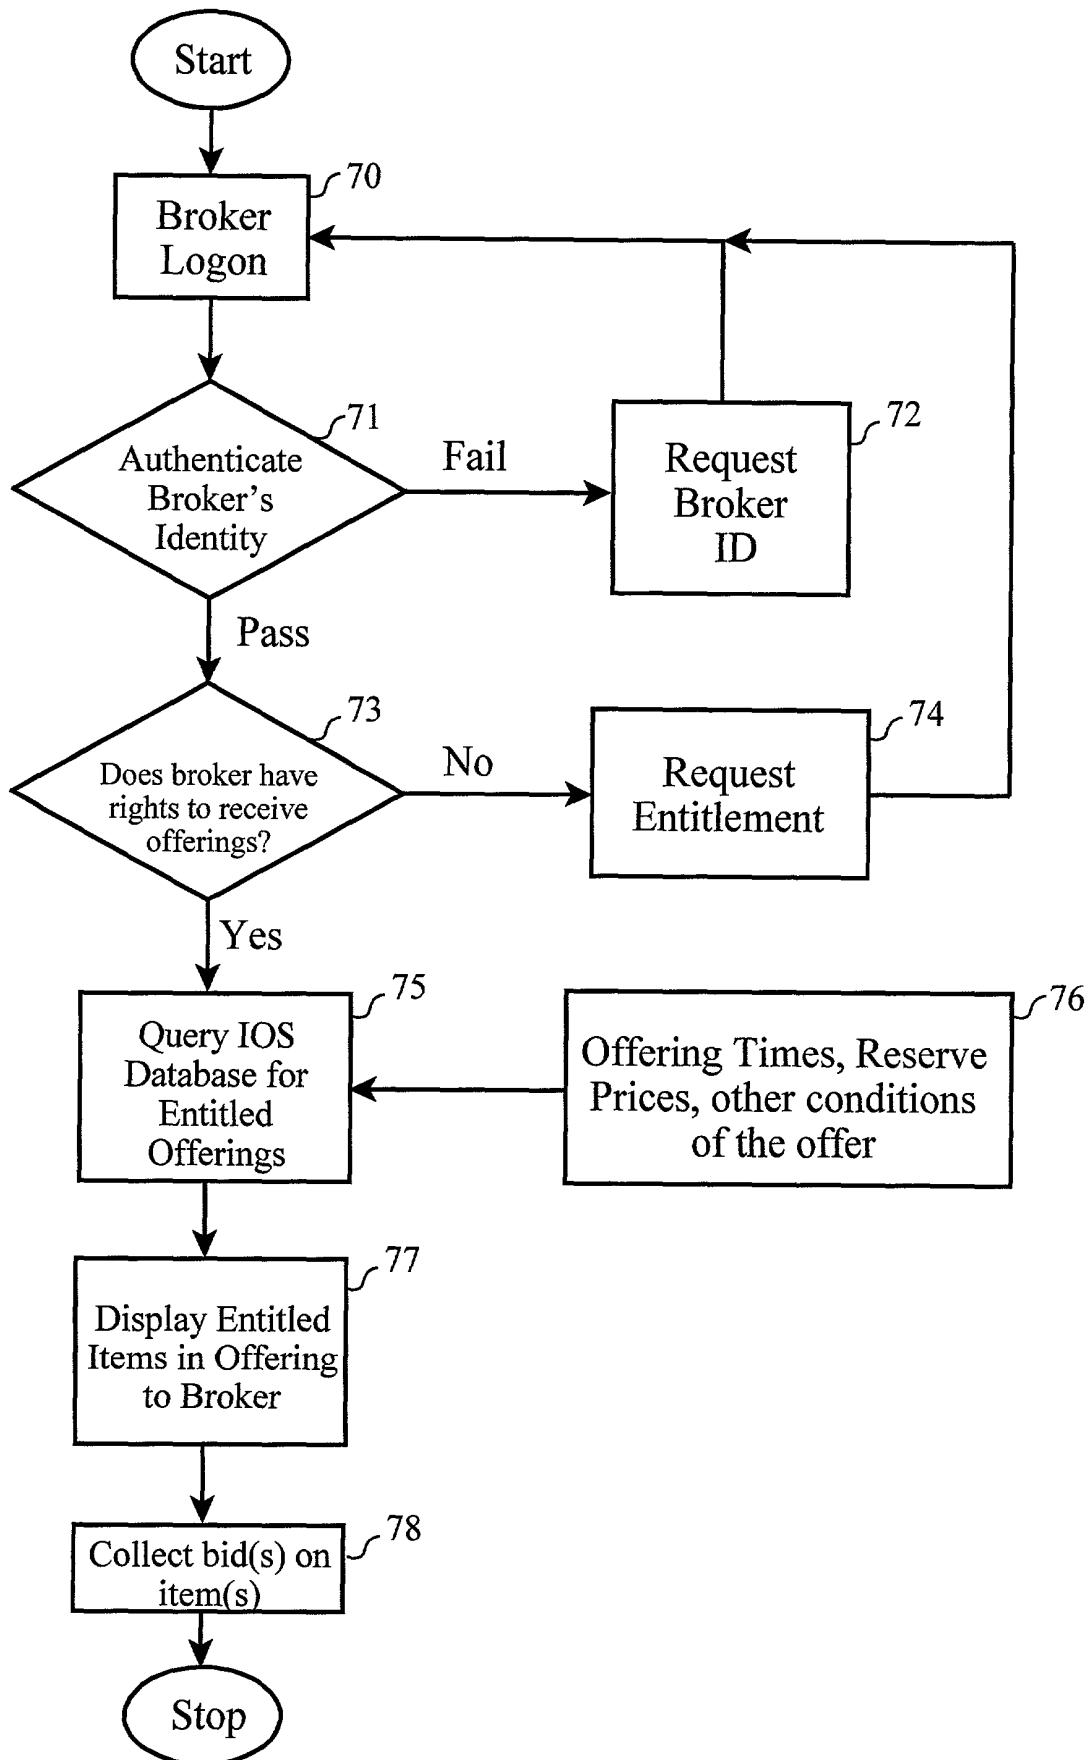 Start
70
Broker
Logon
71
Authenticate
Broker's
Identity
Fail
72
Request
Broker
ID
Pass
73
Does broker have
rights to receive
offerings?
No
74
Request
Entitlement
Yes
75
Query IOS
Database for
Entitled
Offerings
76
Offering Times, Reserve
Prices, other conditions
of the offer
77
Display Entitled
Items in Offering
to Broker
78
Collect bid(s) on
item(s)
Stop